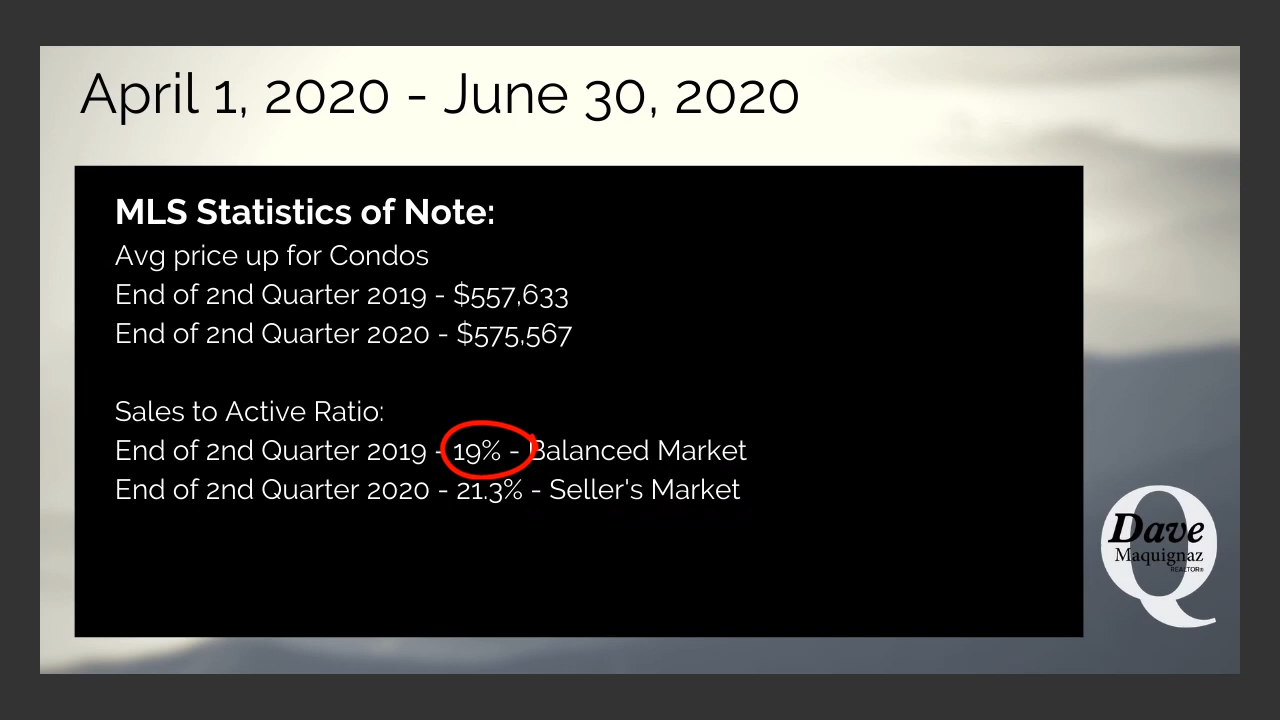 April 1, 2020 - June 30, 2020
MLS Statistics of Note:
Avg price up for Condos
End of 2nd Quarter 2019 - $557,633
End of 2nd Quarter 2020 - $575,567
Sales to Active Ratio:
End of 2nd Quarter 2019 - 19% - Balanced Market
End of 2nd Quarter 2020 - 21.3% - Seller's Market
Q
Dave
Maquignaz
REALTOR®